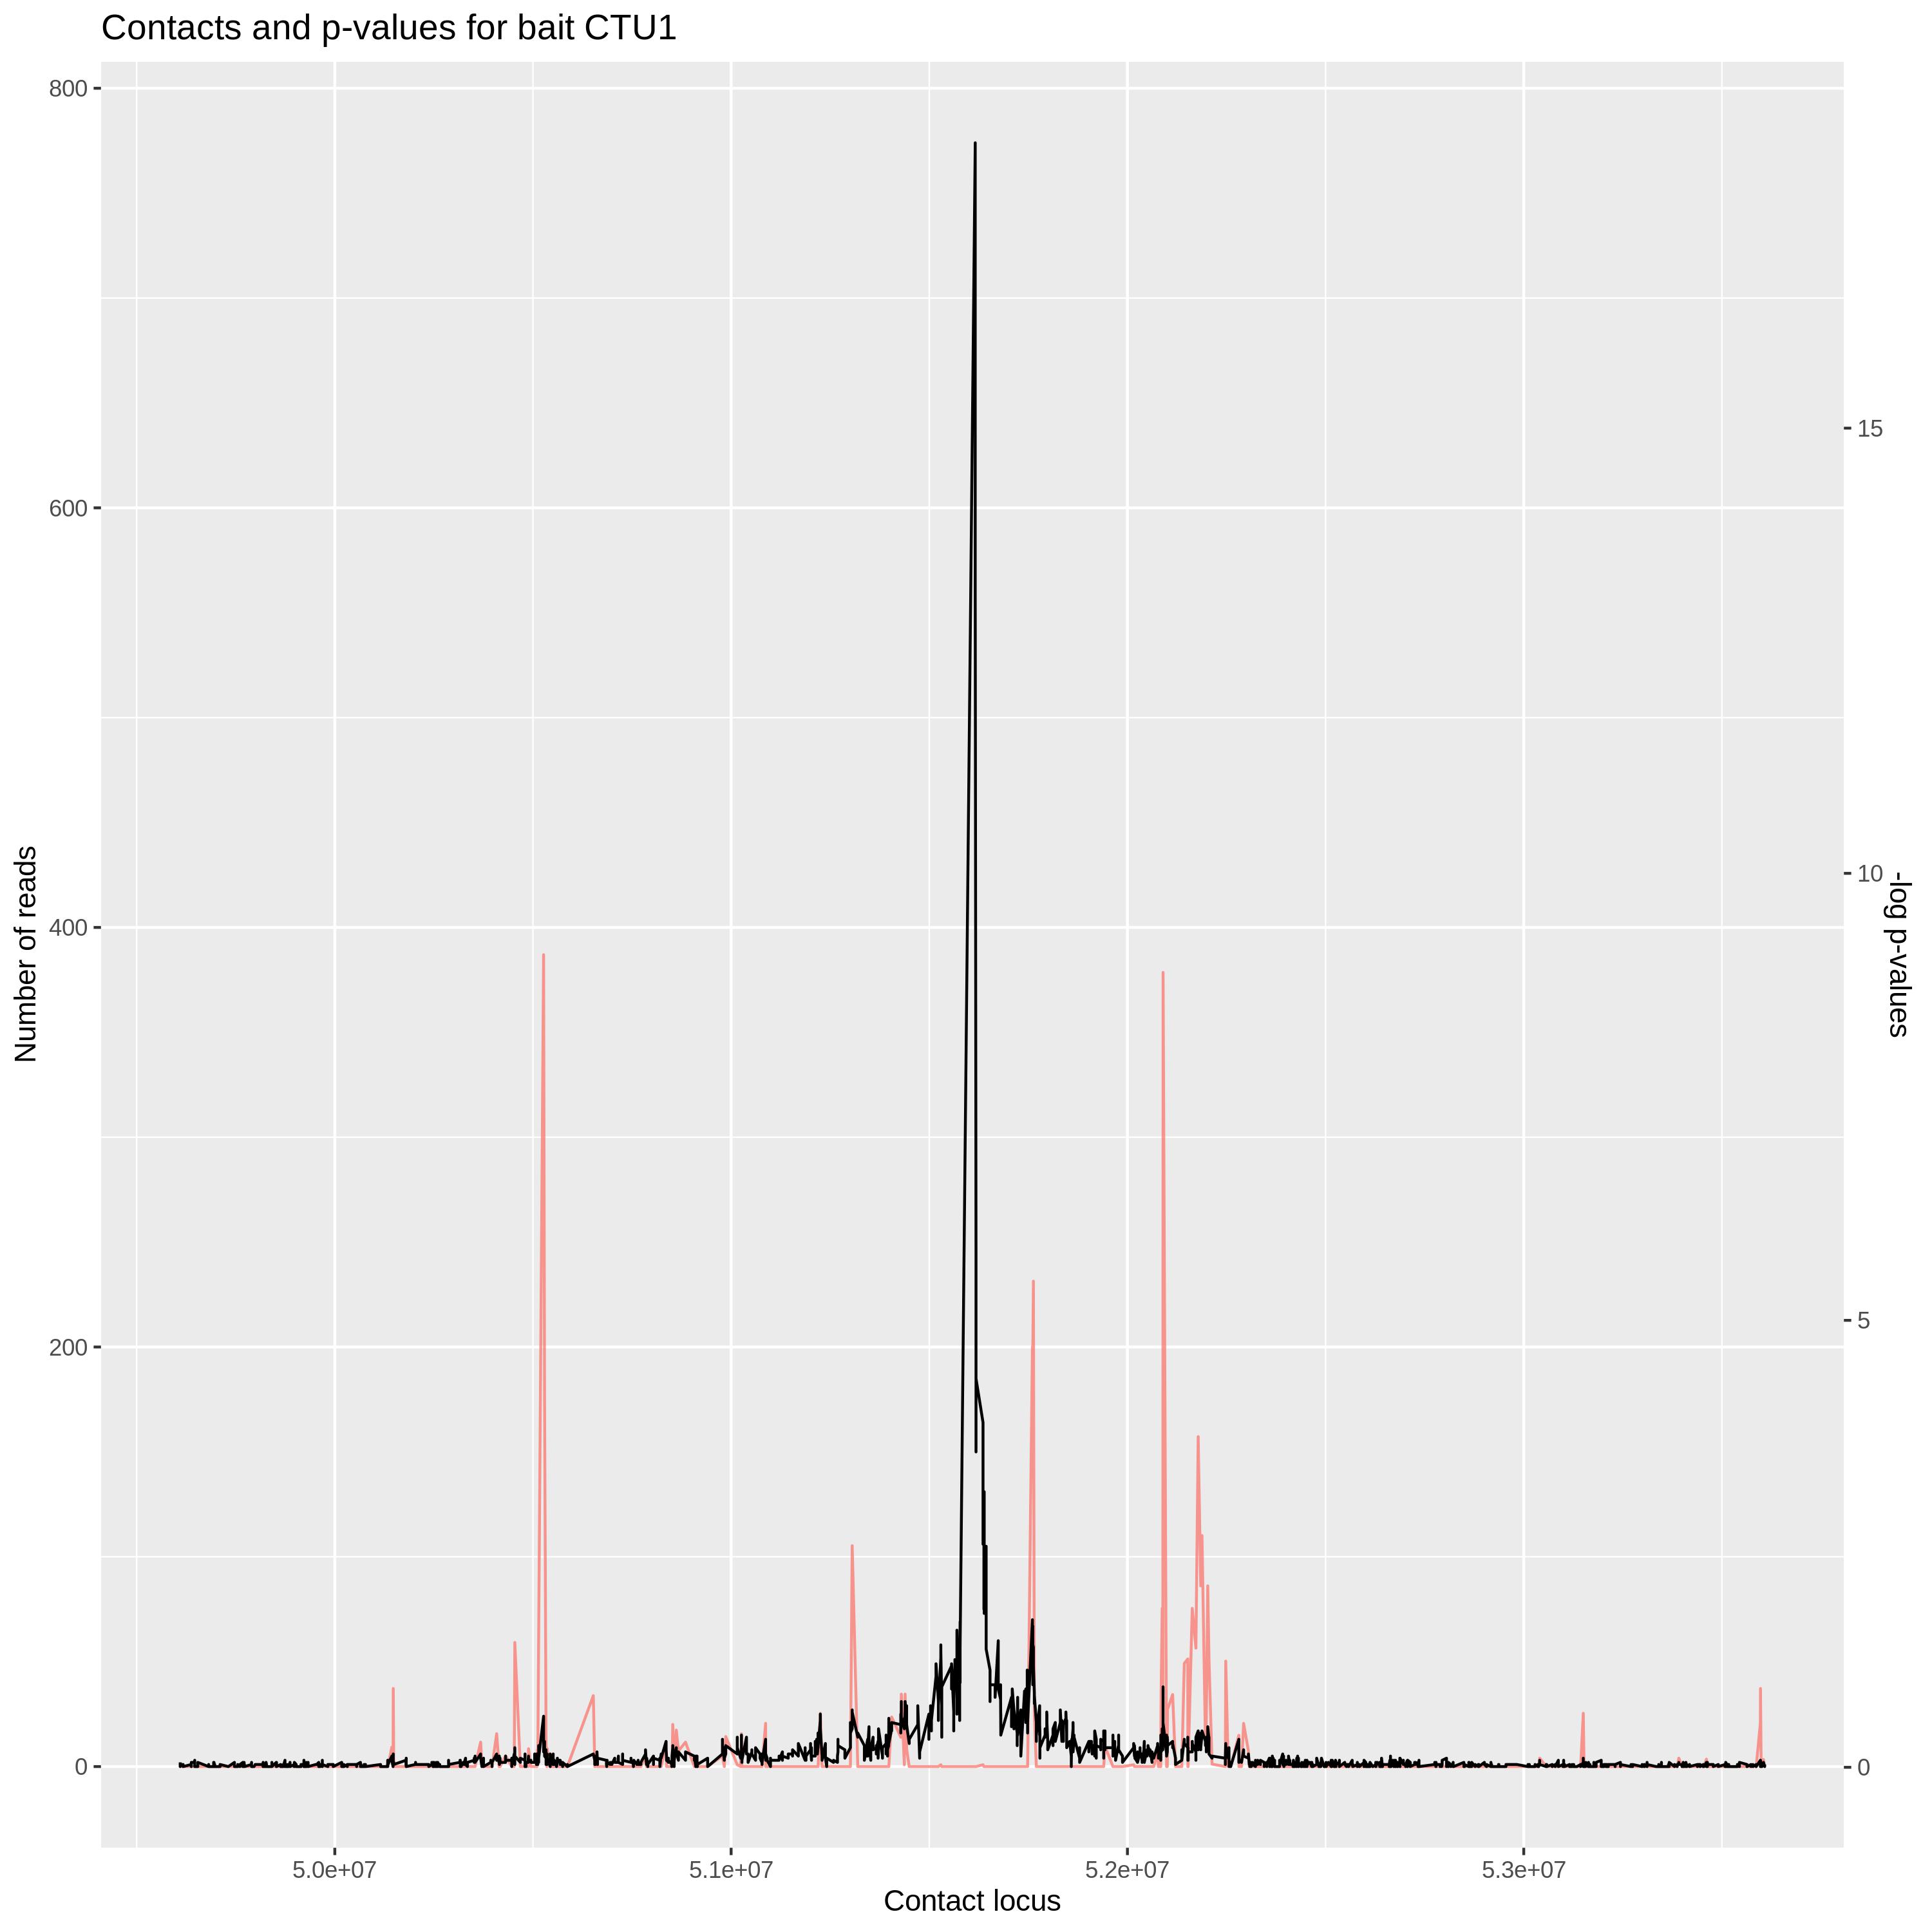 Contacts and p-values for bait CTU1
800
600
400
200
0
Number of reads
15
10
5
0
-log p-values
5.0e+07
5.1e+07
5.2e+07
5.3e+07
Contact locus